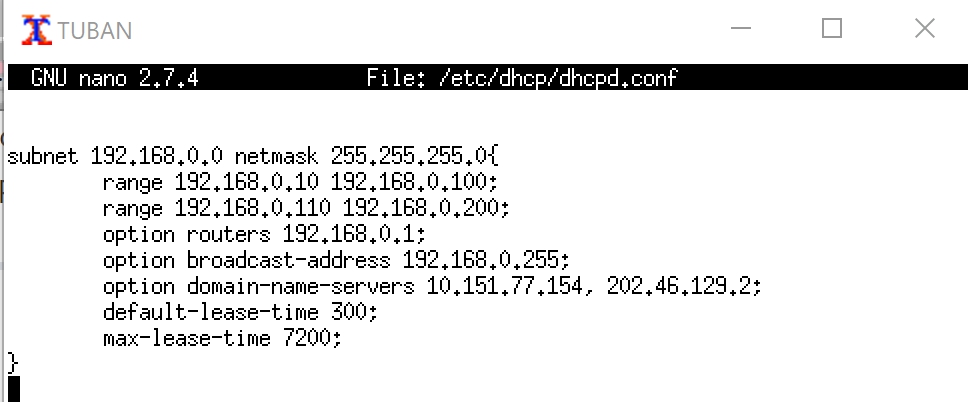 TUBAN
GNU nano 2.7.4 File: /etc/dhcp/dhcpd.conf
subnet 192.168.0.0 netmask 255.255.255.0{
range 192.168.0.10 192.168.0.100;
range 192.168.0.110 192.168.0.200;
option routers 192.168.0.1;
option broadcast-address 192.168.0.255;
option domain-name-servers 10.151.77.154, 202.46.129.2;
default-lease-time 300;
max-lease-time 7200;
}